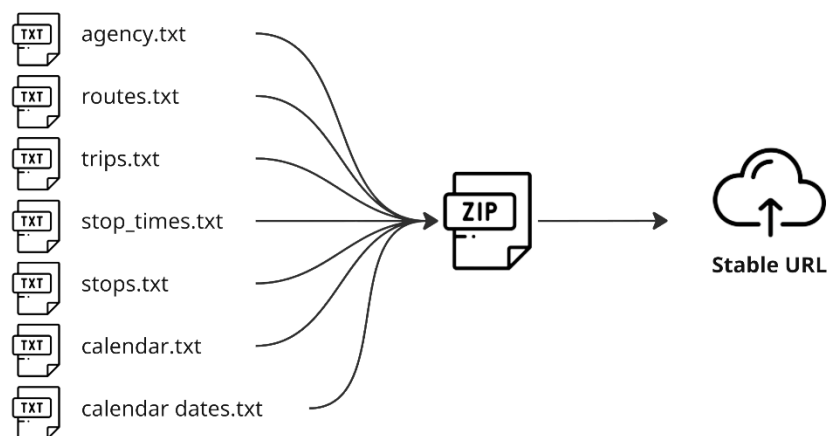 TXT agency.txt
TXT routes.txt
TXT trips.txt
TXT stop_times.txt
TXT stops.txt
TXT calendar.txt
TXT calendar dates.txt
ZIP
Stable URL